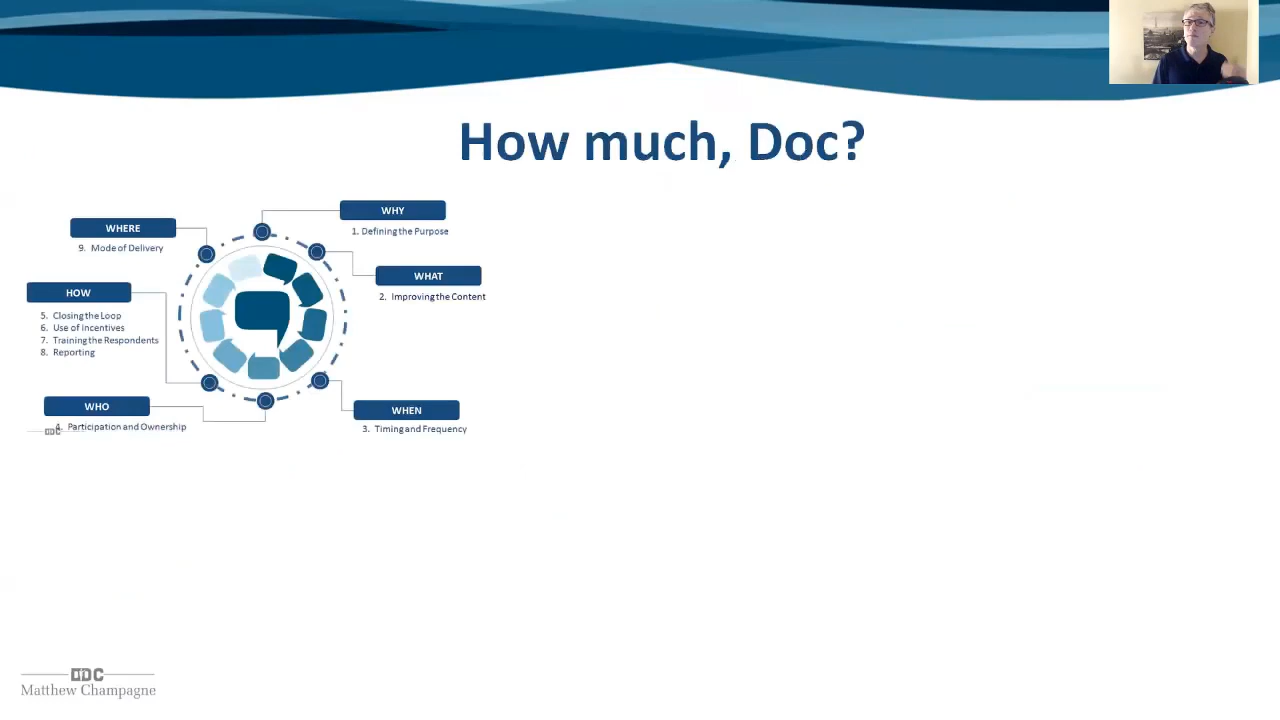 How much, Doc?
WHY
1. Defining the Purpose
WHAT
2. Improving the Content
WHEN
3. Timing and Frequency
WHO
4. Participation and Ownership
HOW
5. Closing the Loop
6. Use of Incentives
7. Training the Respondents
8. Reporting
WHERE
9. Mode of Delivery
Matthew Champagne